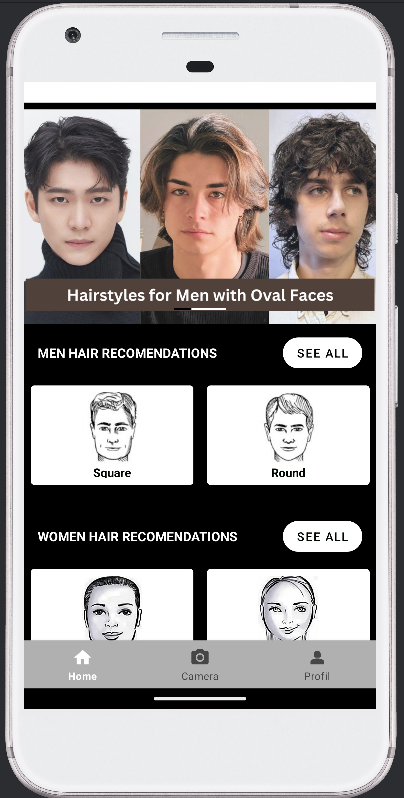 Hairstyles for Men with Oval Faces
MEN HAIR RECOMENDATIONS
SEE ALL
Square
Round
WOMEN HAIR RECOMENDATIONS
SEE ALL
Home
Camera
Profil